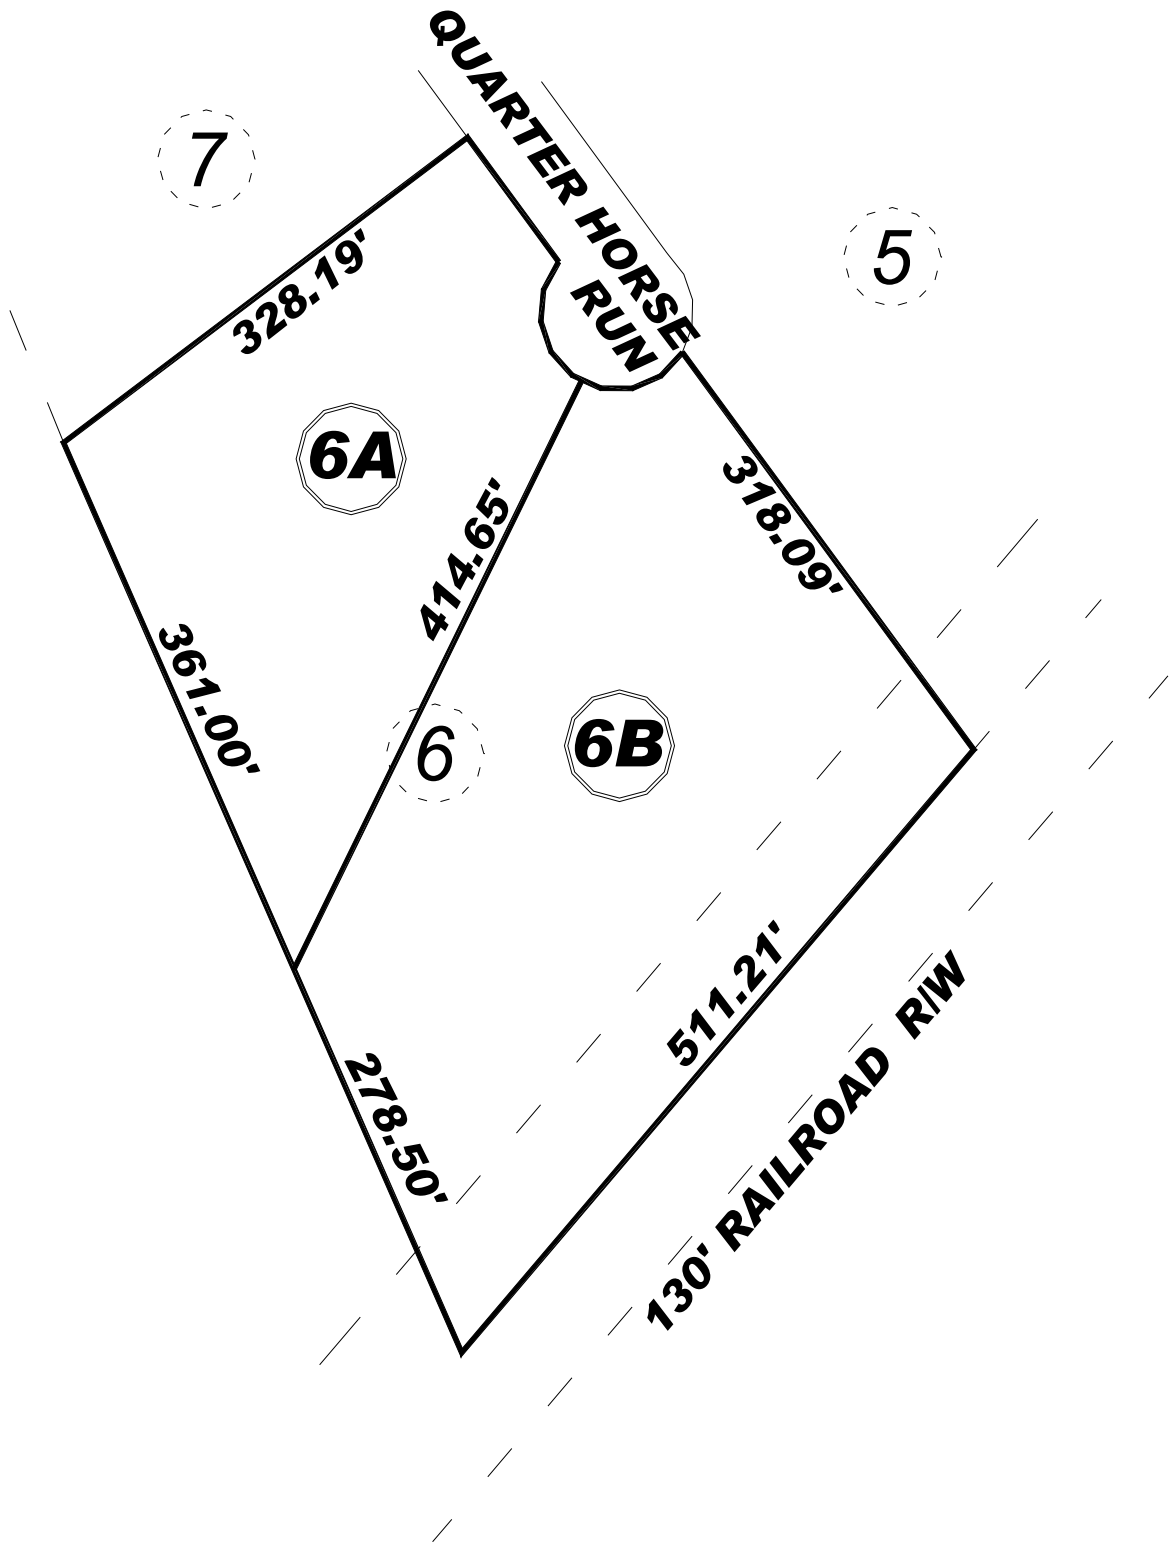 QUARTER HORSE
RUN
7
5
328.19'
6A
318.09'
414.65'
361.00'
6
6B
511.21'
278.50'
130' RAILROAD R/W